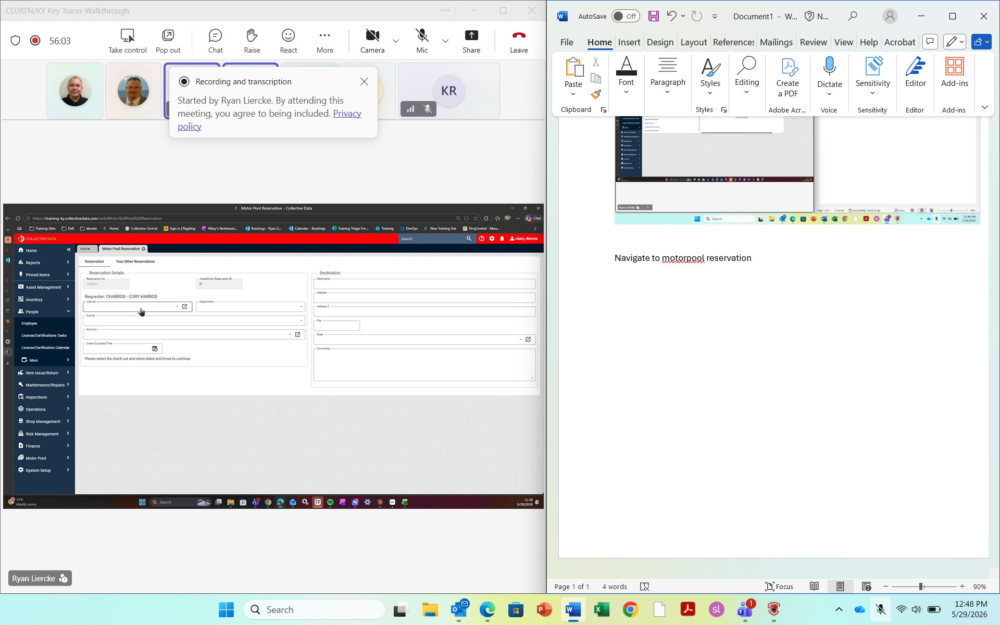 CD/RTN/KY Key Tracer Walkthrough
56:03
Take control
Pop out
Chat
Raise
React
More
Camera
Mic
Share
Leave
Recording and transcription
Started by Ryan Liercke. By attending this
meeting, you agree to being included. Privacy
policy
KR
Motor Pool Reservation - Collective Data
https://training-ky.collectivedata.com/web/Motor%20Pool%20Reservation
Chat
Training Sites
Dell
devsite
Home
Collective Central
Sign in | Rippling
Hilary's Notebook...
Bookings - Ryan Li...
Calendar – Bookings
Training Triage For...
Training
DevOps
New Training Site
RingCentral - Mess...
COLLECTIVE DATA
Search
cdata_rliercke
Home
Reports
Pinned Items
Asset Management
Inventory
People
Employee
License/Certifications Tasks
License/Certification Calendar
More
Item Issue/Return
Maintenance/Repairs
Inspections
Operations
Shop Management
Risk Management
Finance
Motor Pool
System Setup
Home
Motor Pool Reservation
Reservation
Your Other Reservations
Reservation Details
Reservation No.
<Auto>
AssetWorks Reservation ID
0
Requester: CHARROD - CORY HARROD
Cabinet
Department
County
Account
Check Out Date/Time
Please select the check out and return dates and times to continue
Destination
Destination
Address
Address 2
City
State
Comments
77°F
Mostly sunny
Search
11:48
5/29/2026
Ryan Liercke
AutoSave
Off
Document1 - W...
N...
File
Home
Insert
Design
Layout
References
Mailings
Review
View
Help
Acrobat
Paste
Font
Paragraph
Styles
Editing
Create
a PDF
Dictate
Sensitivity
Editor
Add-ins
Clipboard
Styles
Adobe Acr...
Voice
Sensitivity
Editor
Add-ins
Ryan Liercke
Search
12:48 PM
5/29/2026
Navigate to motorpool reservation
Page 1 of 1
4 words
Focus
90%
Search
sl
1
12:48 PM
5/29/2026